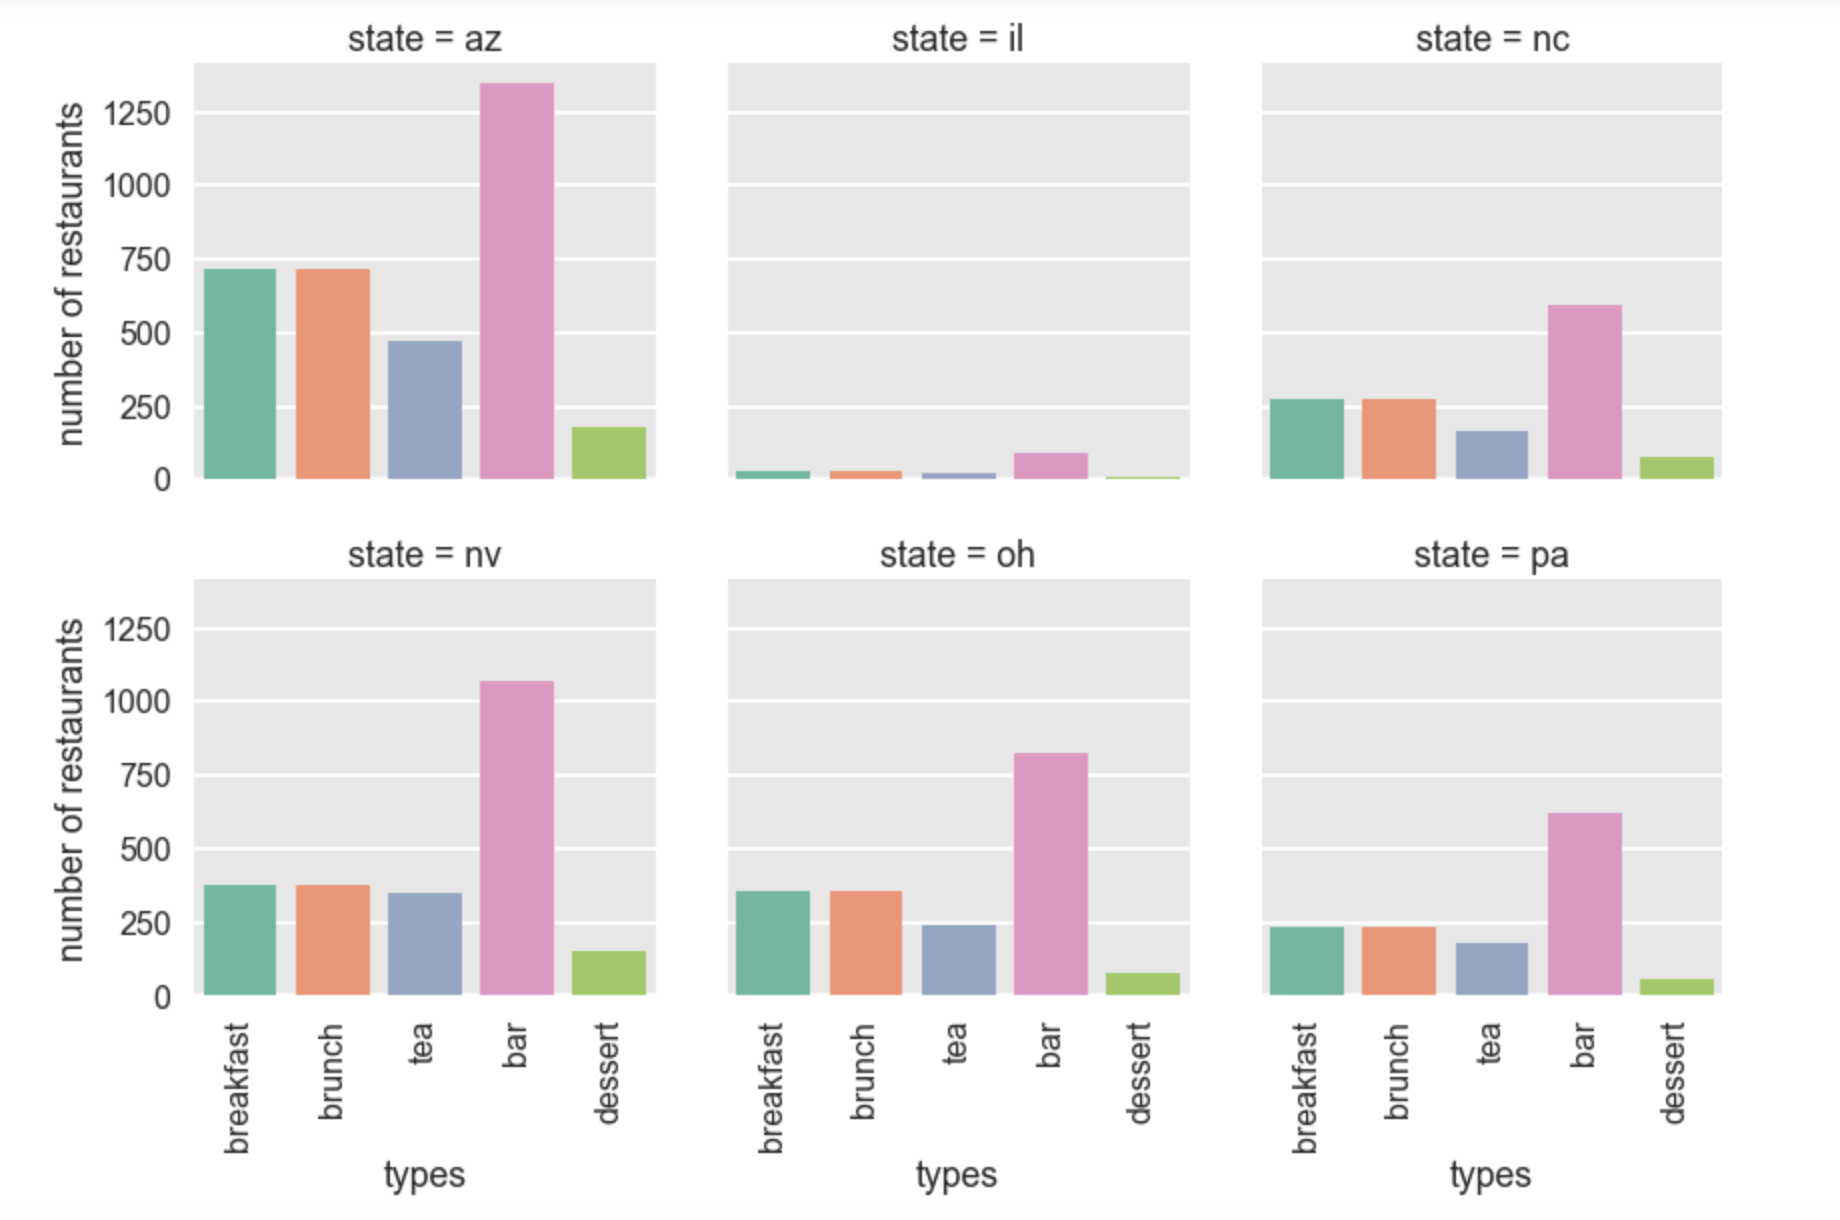 state = az
state = il
state = nc
number of restaurants
1250
1000
750
500
250
0
state = nv
state = oh
state = pa
number of restaurants
1250
1000
750
500
250
0
breakfast
brunch
tea
bar
dessert
types
breakfast
brunch
tea
bar
dessert
types
breakfast
brunch
tea
bar
dessert
types